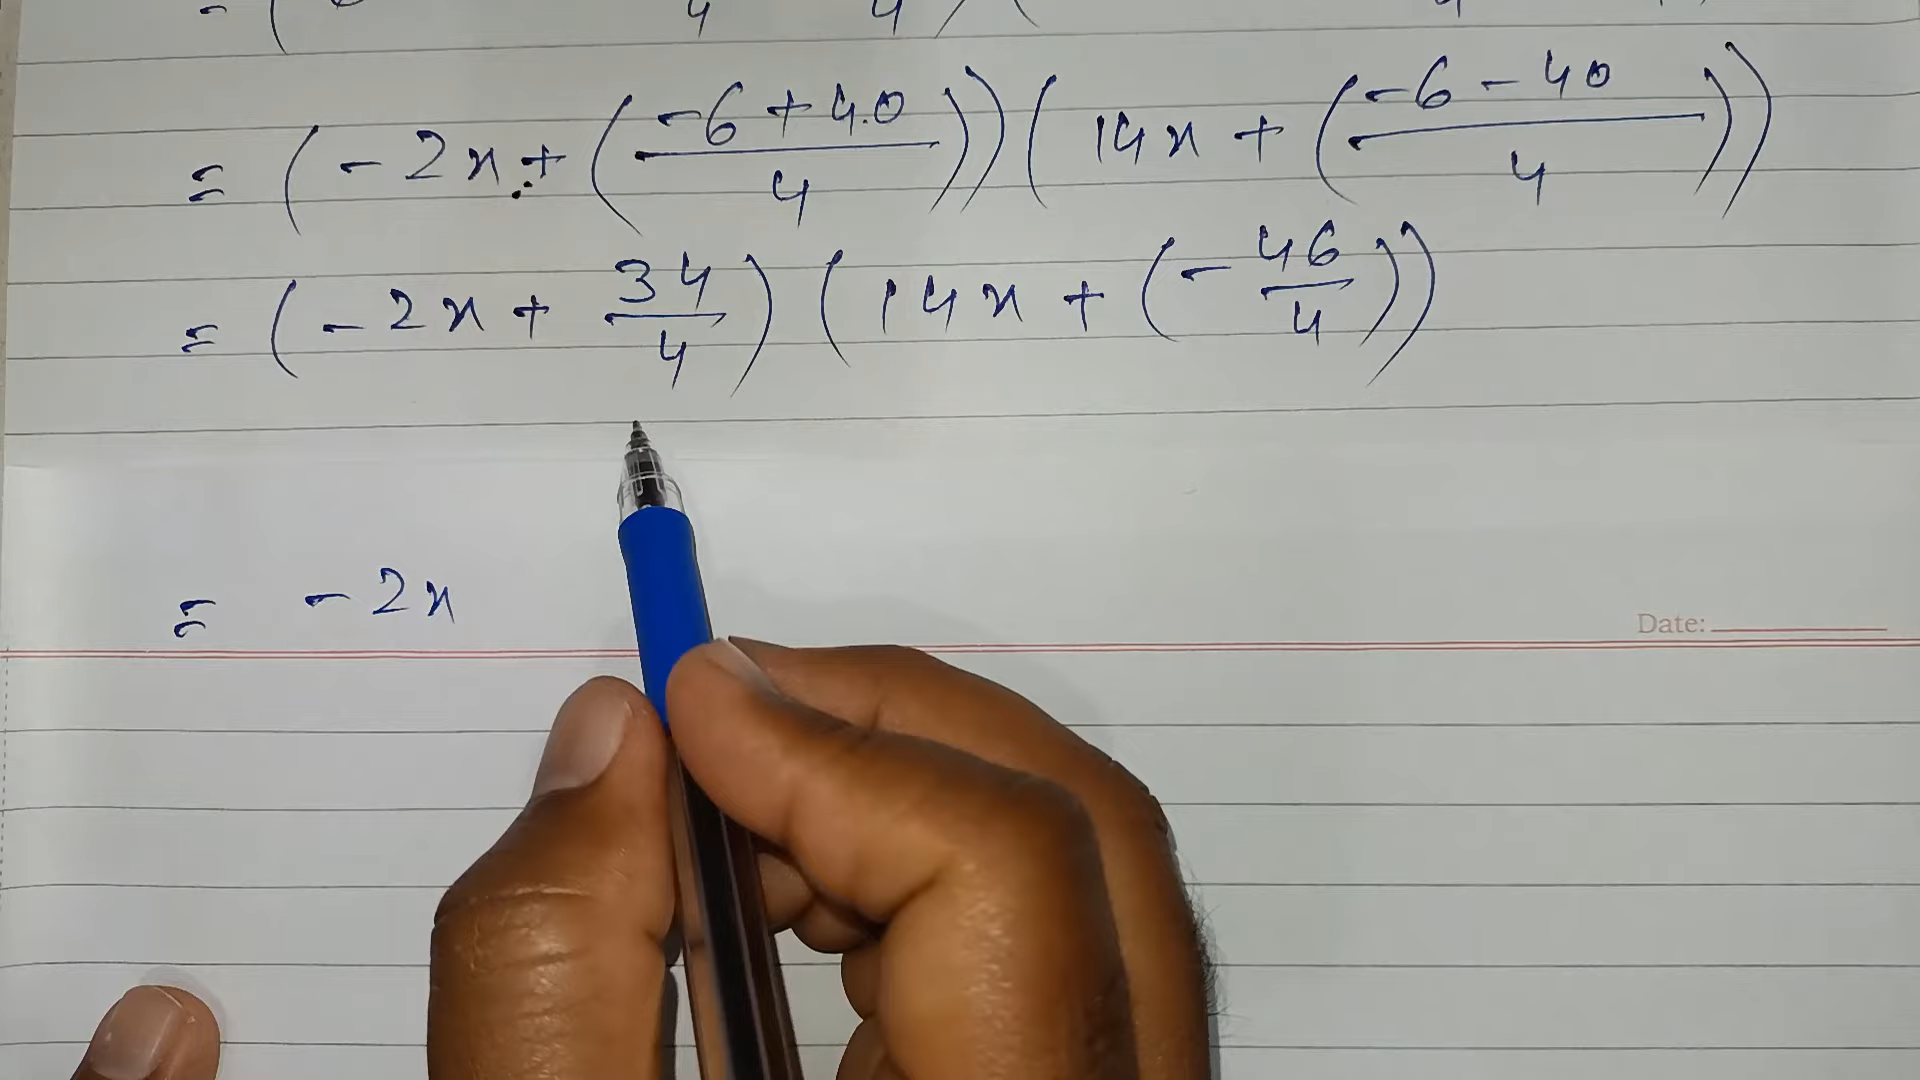 = (-2x + ((-6+40)/4)) (14x + ((-6-40)/4))
= (-2x + 34/4) (14x + (-46/4))
= -2x
Date: